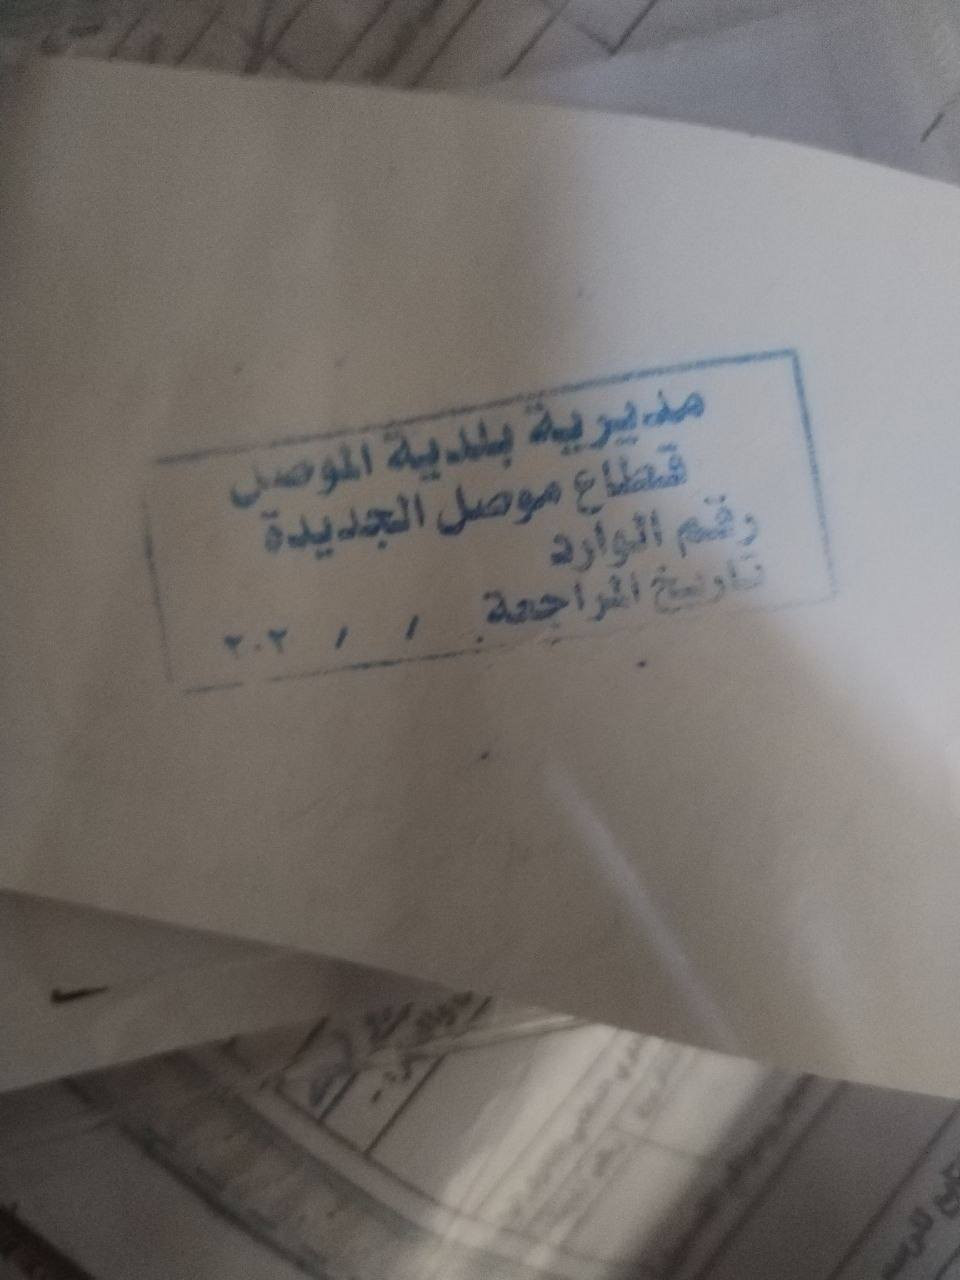 مديرية بلدية الموصل
قطاع موصل الجديدة
رقم الوارد
تاريخ المراجعة / / ٢٠٢